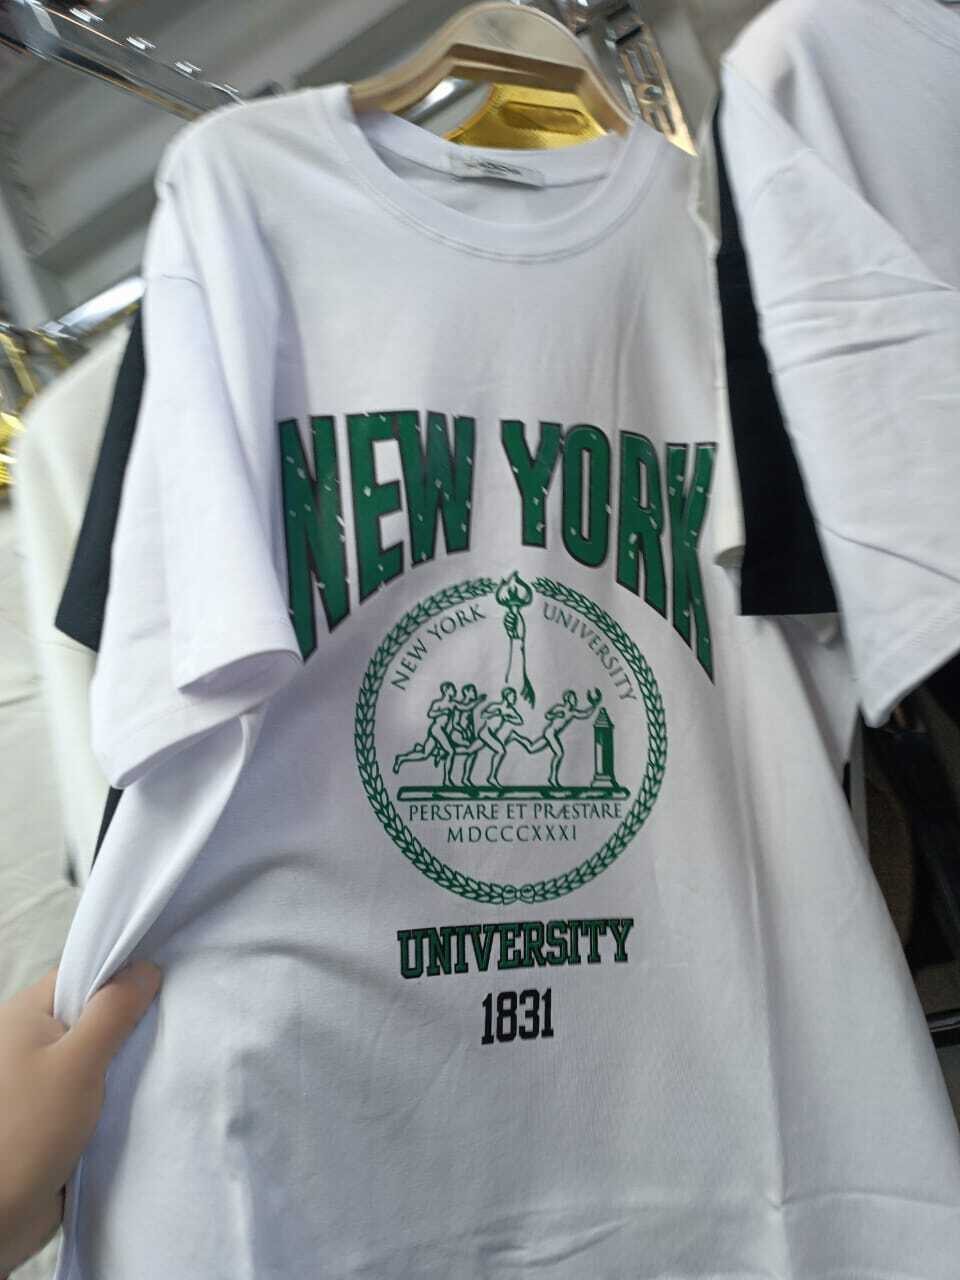 NEW YORK
NEW YORK UNIVERSITY
PERSTARE ET PRÆSTARE
MDCCCXXXI
UNIVERSITY
1831